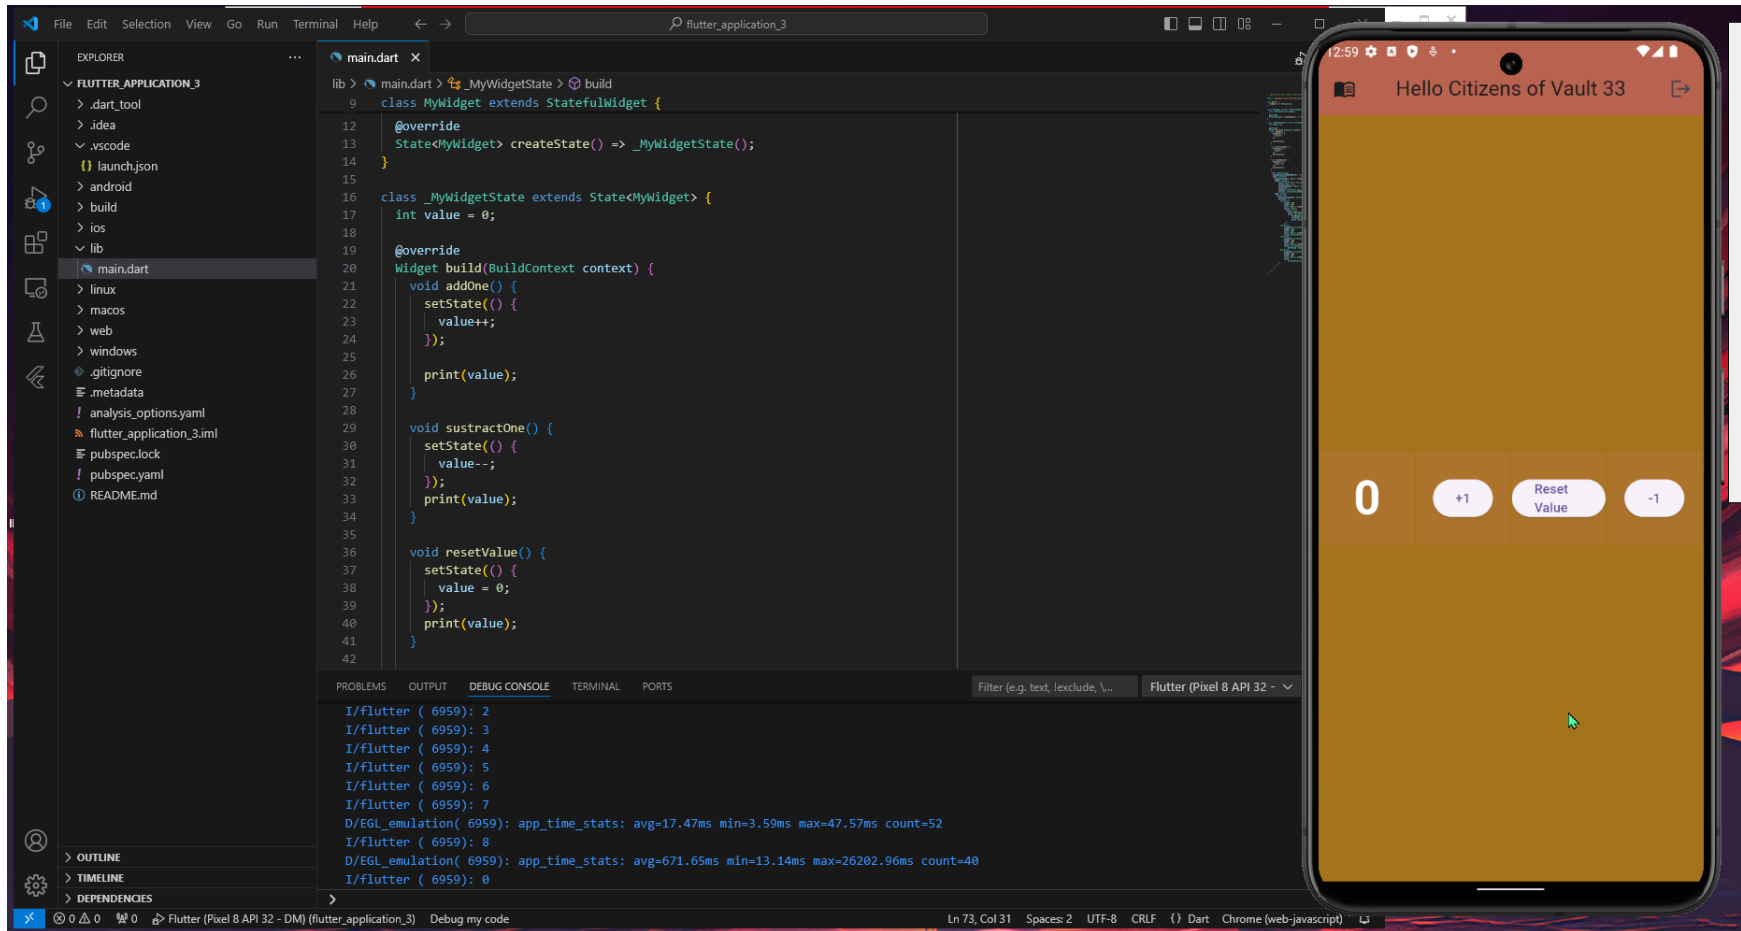 File Edit Selection View Go Run Terminal Help
flutter_application_3
EXPLORER
FLUTTER_APPLICATION_3
.dart_tool
.idea
.vscode
{} launch.json
android
build
ios
lib
main.dart
linux
macos
web
windows
.gitignore
.metadata
! analysis_options.yaml
flutter_application_3.iml
pubspec.lock
! pubspec.yaml
README.md
OUTLINE
TIMELINE
DEPENDENCIES
1
main.dart
lib > main.dart > _MyWidgetState > build
9 class MyWidget extends StatefulWidget {
12 @override
13 State<MyWidget> createState() => _MyWidgetState();
14 }
15
16 class _MyWidgetState extends State<MyWidget> {
17 int value = 0;
18
19 @override
20 Widget build(BuildContext context) {
21 void addOne() {
22 setState(() {
23 value++;
24 });
25
26 print(value);
27 }
28
29 void sustractOne() {
30 setState(() {
31 value--;
32 });
33 print(value);
34 }
35
36 void resetValue() {
37 setState(() {
38 value = 0;
39 });
40 print(value);
41 }
42
PROBLEMS OUTPUT DEBUG CONSOLE TERMINAL PORTS
Filter (e.g. text, !exclude, \...
Flutter (Pixel 8 API 32 -
I/flutter ( 6959): 2
I/flutter ( 6959): 3
I/flutter ( 6959): 4
I/flutter ( 6959): 5
I/flutter ( 6959): 6
I/flutter ( 6959): 7
D/EGL_emulation( 6959): app_time_stats: avg=17.47ms min=3.59ms max=47.57ms count=52
I/flutter ( 6959): 8
D/EGL_emulation( 6959): app_time_stats: avg=671.65ms min=13.14ms max=26202.96ms count=40
I/flutter ( 6959): 0
>
0 0 0 Flutter (Pixel 8 API 32 - DM) (flutter_application_3) Debug my code
Ln 73, Col 31 Spaces: 2 UTF-8 CRLF {} Dart Chrome (web-javascript)
12:59
Hello Citizens of Vault 33
0
+1
Reset
Value
-1